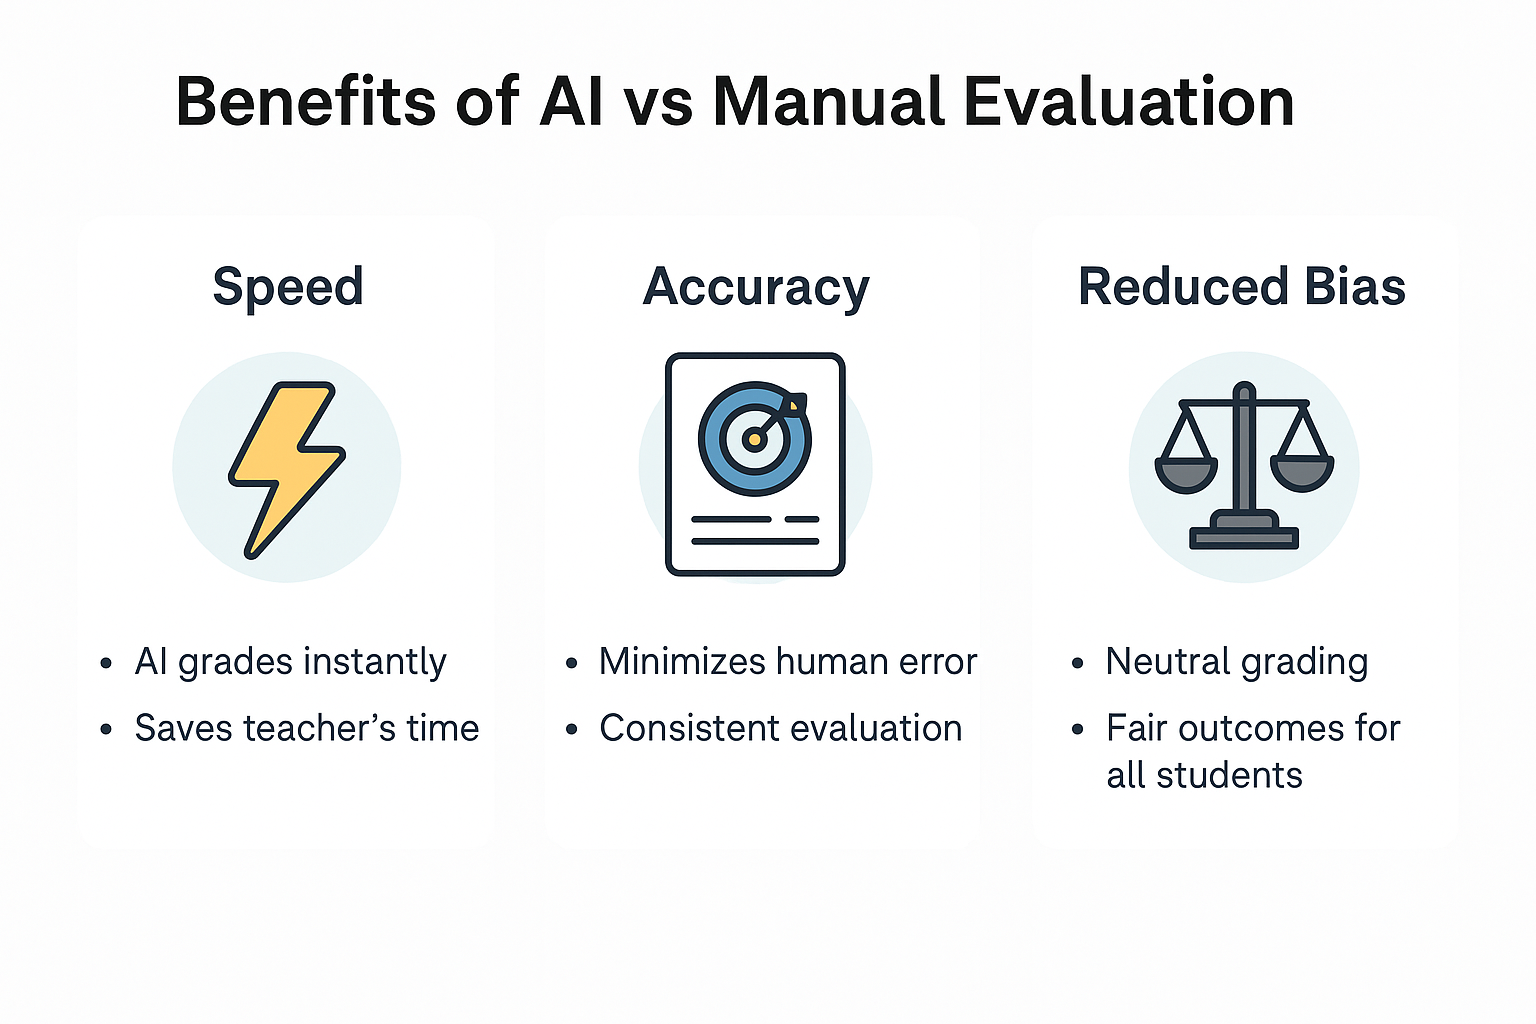 Benefits of AI vs Manual Evaluation
Speed
• AI grades instantly
• Saves teacher’s time
Accuracy
• Minimizes human error
• Consistent evaluation
Reduced Bias
• Neutral grading
• Fair outcomes for
all students